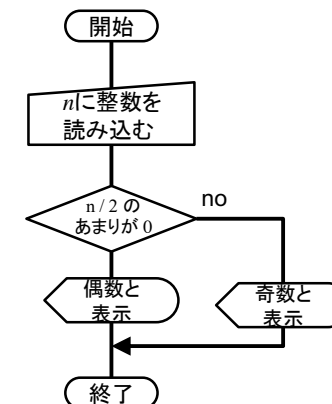 開始
nに整数を
読み込む
n / 2 の
あまりが 0
no
偶数と
表示
奇数と
表示
終了